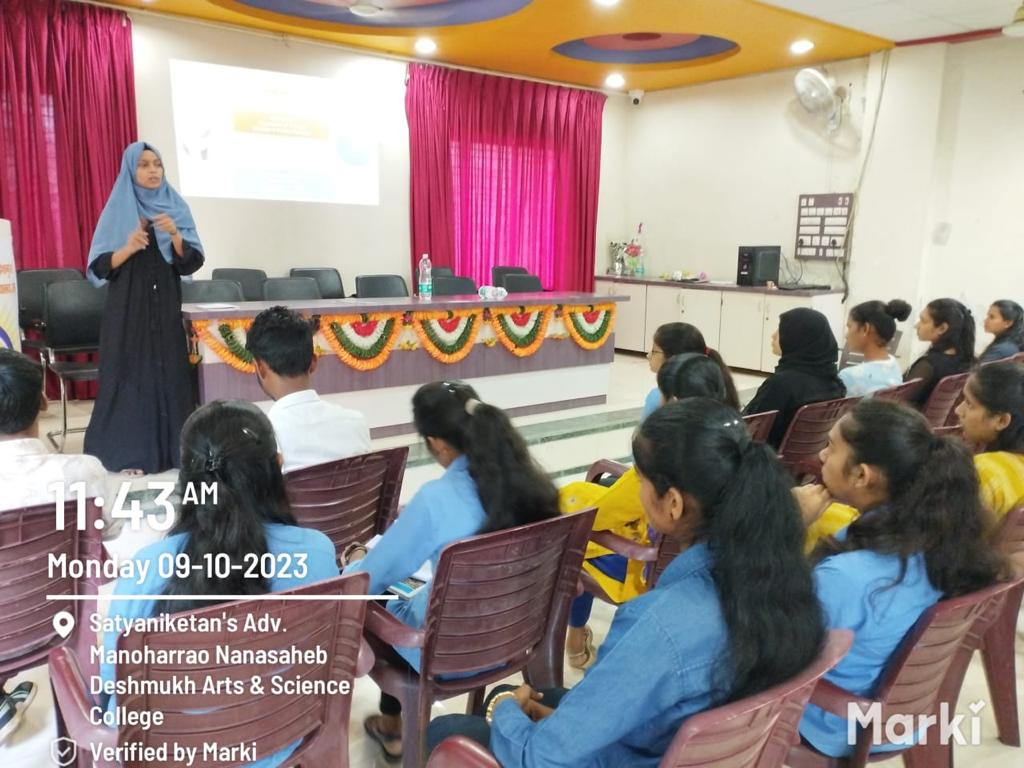 11:43 AM
Monday 09-10-2023
Satyaniketan's Adv.
Manoharrao Nanasaheb
Deshmukh Arts & Science
College
Verified by Marki
Marki